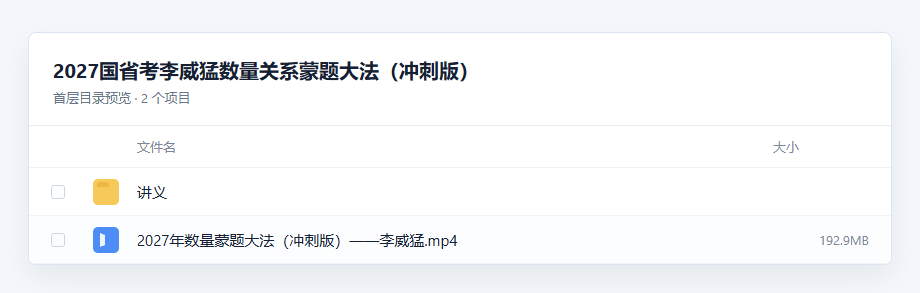 2027国省考李威猛数量关系蒙题大法（冲刺版）
首层目录预览 · 2 个项目
文件名 大小
讲义
2027年数量蒙题大法（冲刺版）——李威猛.mp4 192.9MB